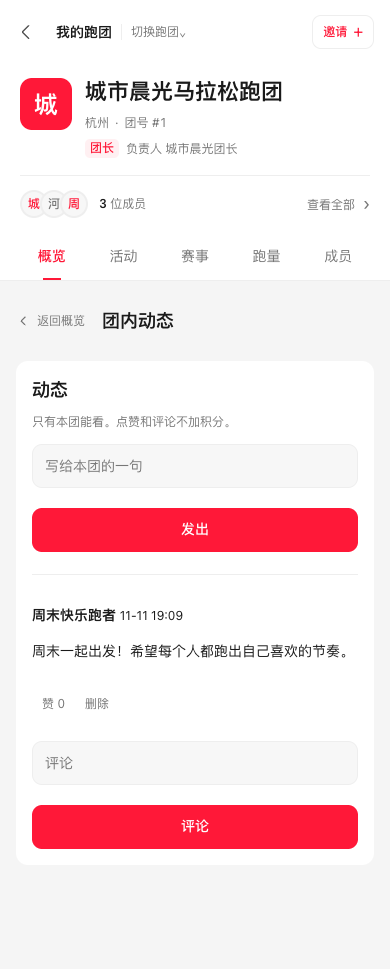 我的跑团 切换跑团 邀请 +
城 城市晨光马拉松跑团
杭州 · 团号 #1
团长 负责人 城市晨光团长
城 河 周 3 位成员 查看全部
概览 活动 赛事 跑量 成员
返回概览 团内动态
动态
只有本团能看。点赞和评论不加积分。
写给本团的一句
发出
周末快乐跑者 11-11 19:09
周末一起出发！希望每个人都跑出自己喜欢的节奏。
赞 0 删除
评论
评论